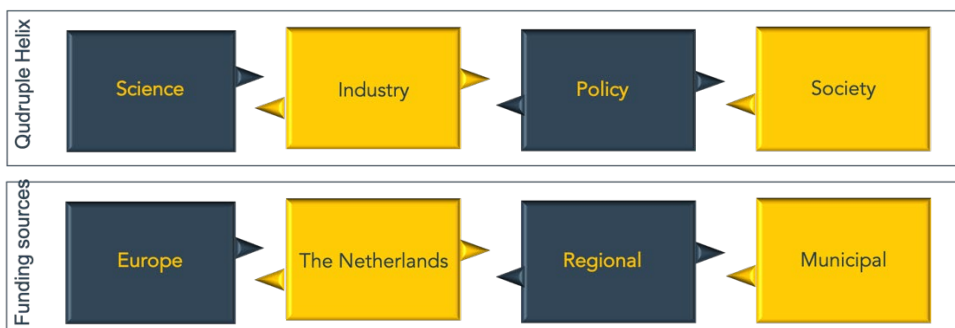 Qudruple Helix
Science
Industry
Policy
Society
Funding sources
Europe
The Netherlands
Regional
Municipal